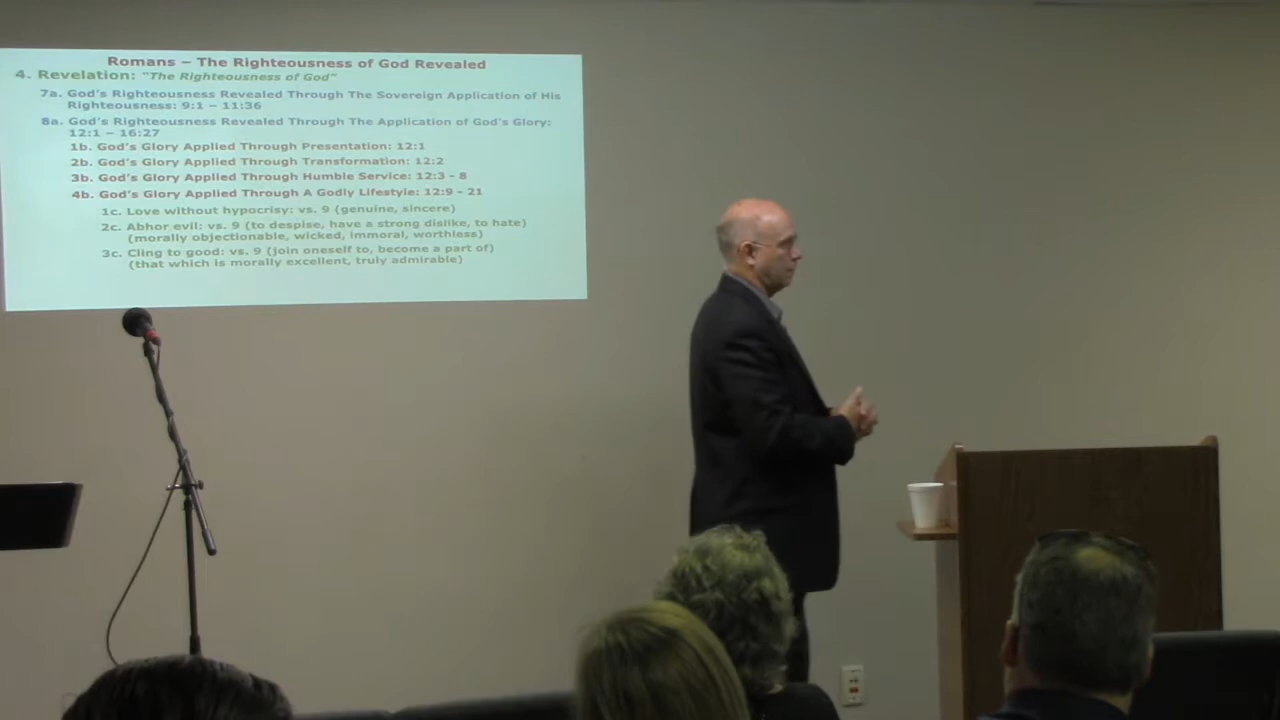 Romans – The Righteousness of God Revealed
4. Revelation: "The Righteousness of God"
7a. God's Righteousness Revealed Through The Sovereign Application of His
Righteousness: 9:1 – 11:36
8a. God's Righteousness Revealed Through The Application of God's Glory:
12:1 – 16:27
1b. God's Glory Applied Through Presentation: 12:1
2b. God's Glory Applied Through Transformation: 12:2
3b. God's Glory Applied Through Humble Service: 12:3 - 8
4b. God's Glory Applied Through A Godly Lifestyle: 12:9 - 21
1c. Love without hypocrisy: vs. 9 (genuine, sincere)
2c. Abhor evil: vs. 9 (to despise, have a strong dislike, to hate)
(morally objectionable, wicked, immoral, worthless)
3c. Cling to good: vs. 9 (join oneself to, become a part of)
(that which is morally excellent, truly admirable)